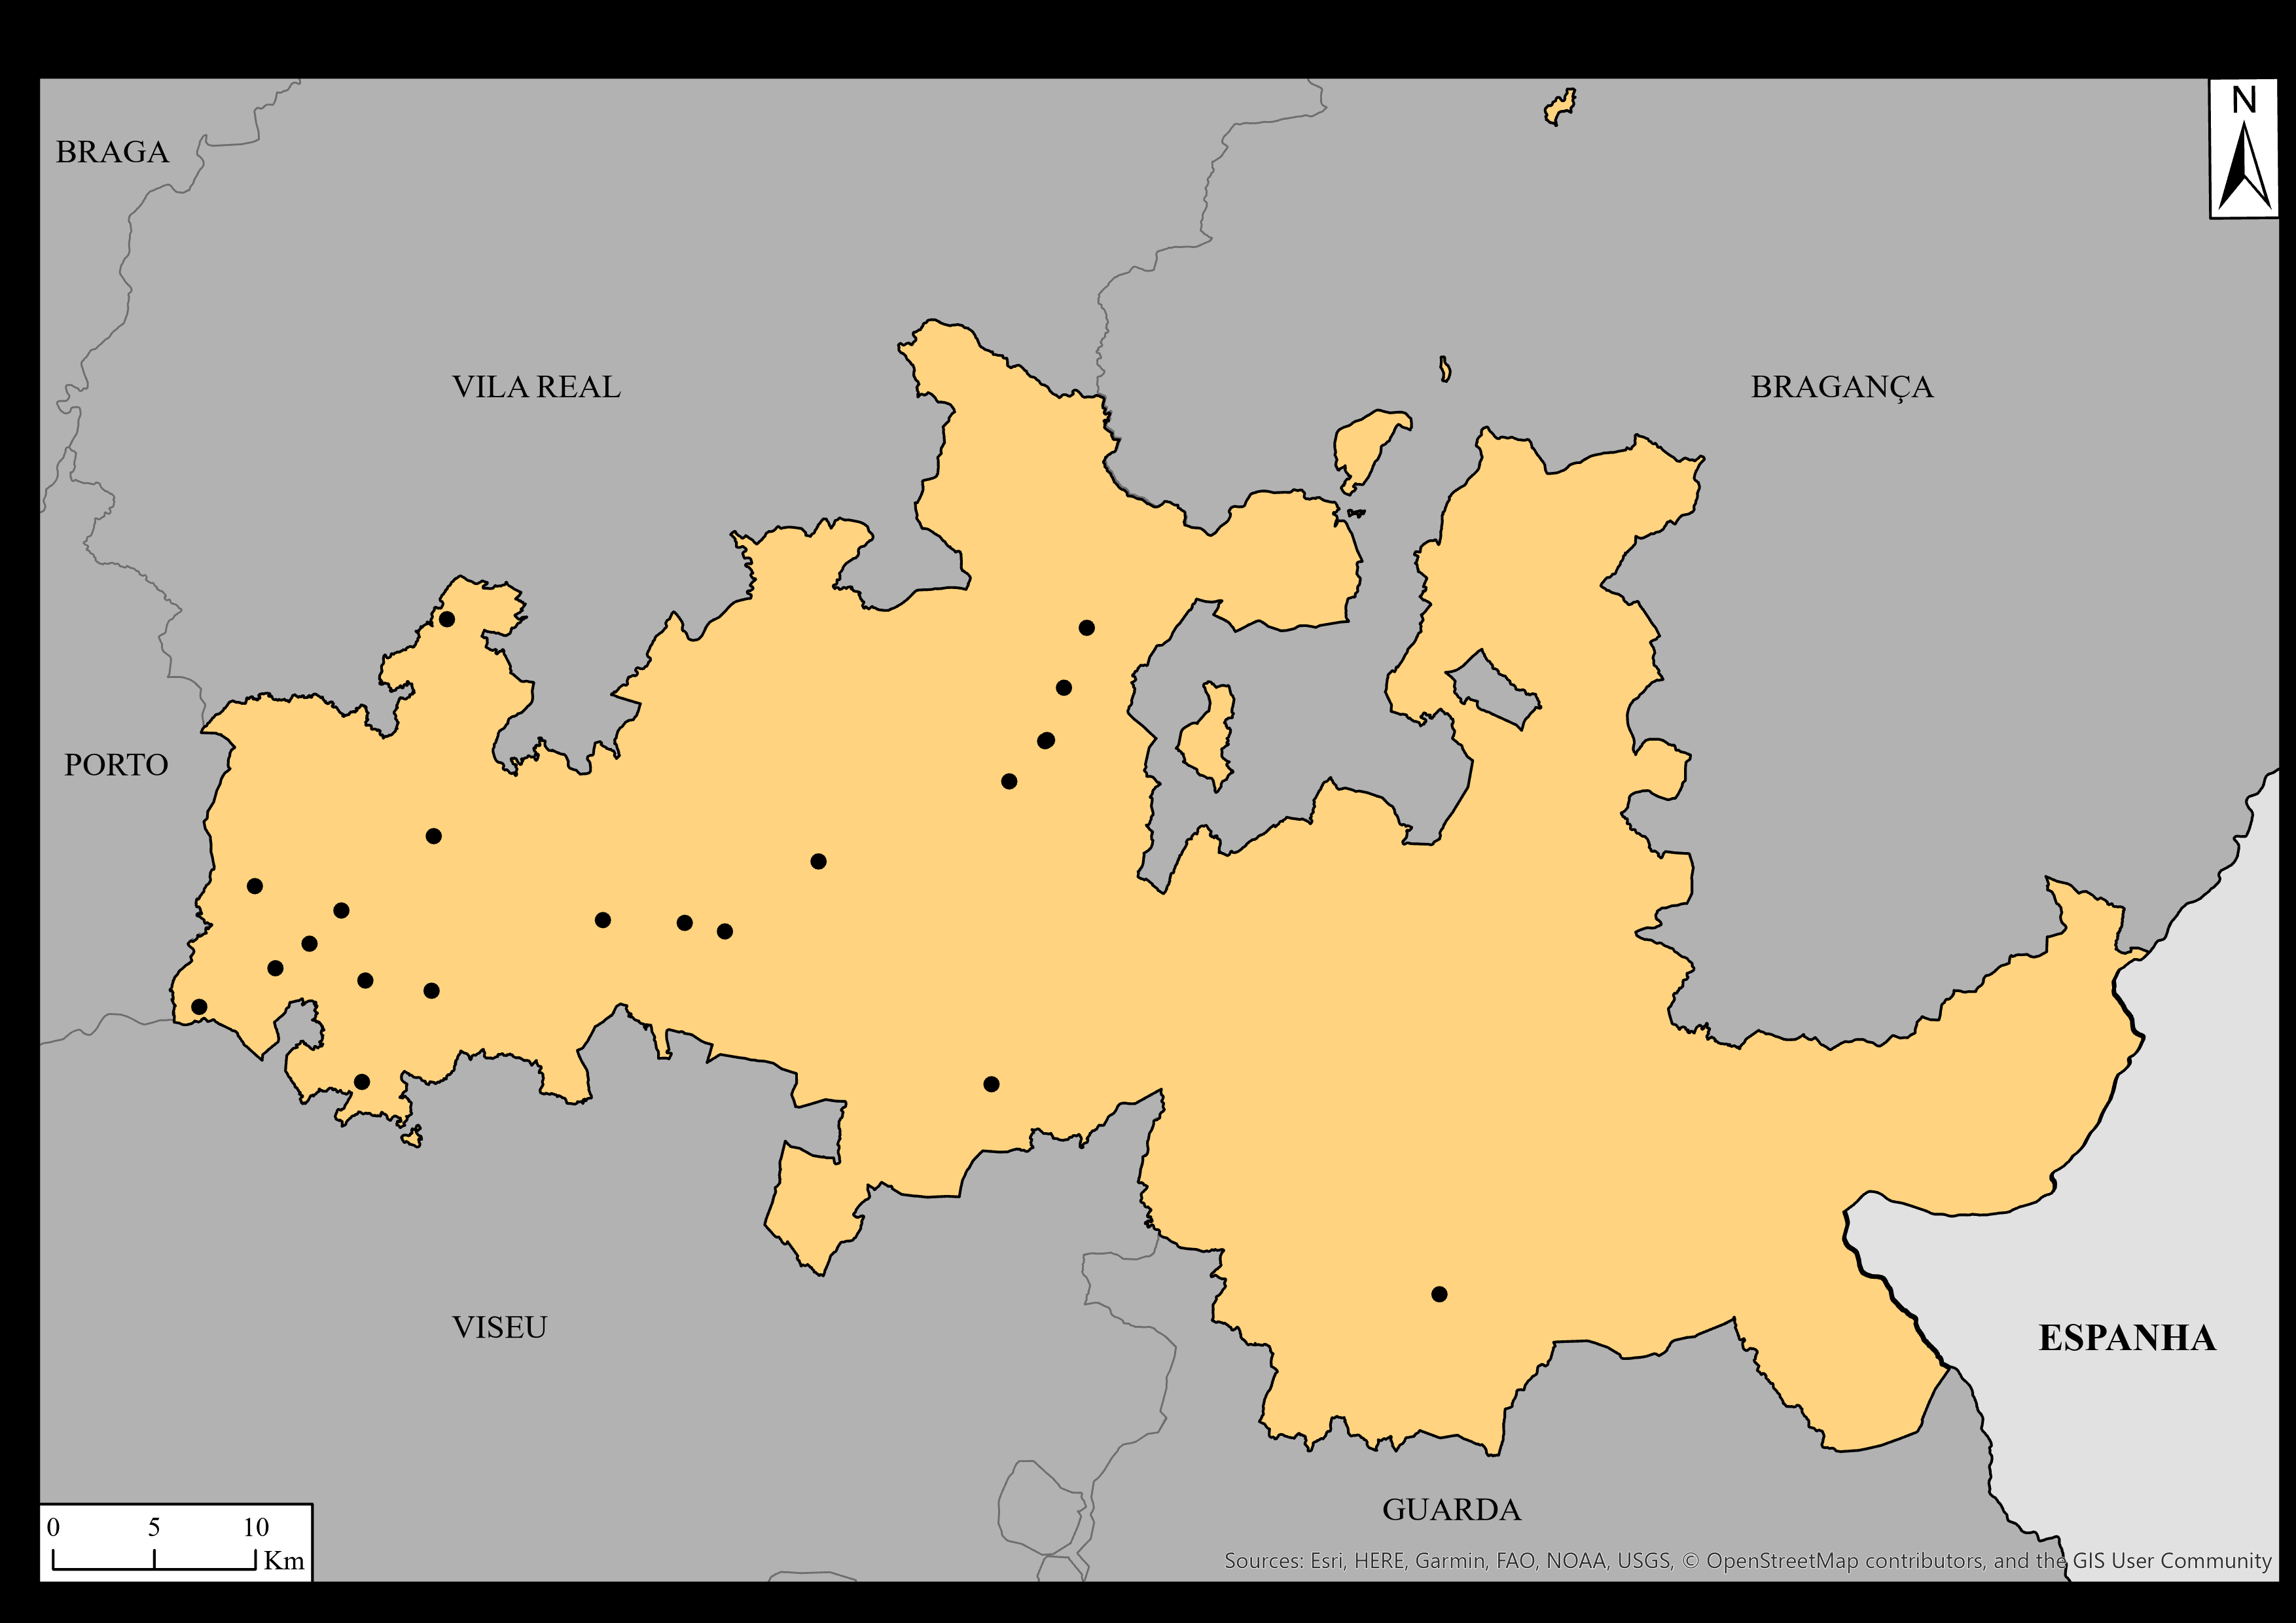 N
BRAGA
VILA REAL
BRAGANÇA
PORTO
VISEU
ESPANHA
GUARDA
0 5 10
Km
Sources: Esri, HERE, Garmin, FAO, NOAA, USGS, © OpenStreetMap contributors, and the GIS User Community